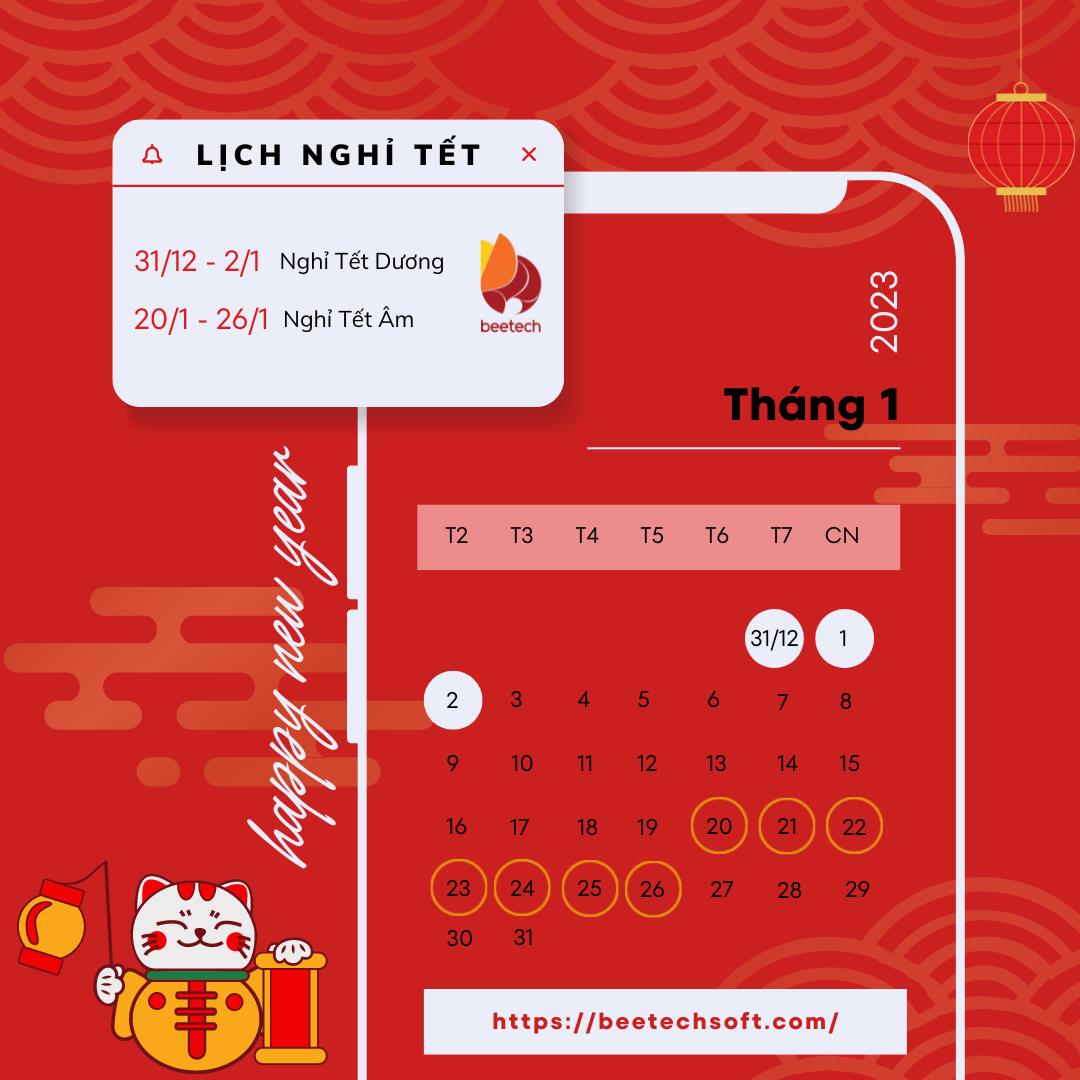 LỊCH NGHỈ TẾT
31/12 - 2/1 Nghỉ Tết Dương
20/1 - 26/1 Nghỉ Tết Âm
beetech
2023
Tháng 1
happy new year
T2 T3 T4 T5 T6 T7 CN
31/12 1
2 3 4 5 6 7 8
9 10 11 12 13 14 15
16 17 18 19 20 21 22
23 24 25 26 27 28 29
30 31
https://beetechsoft.com/